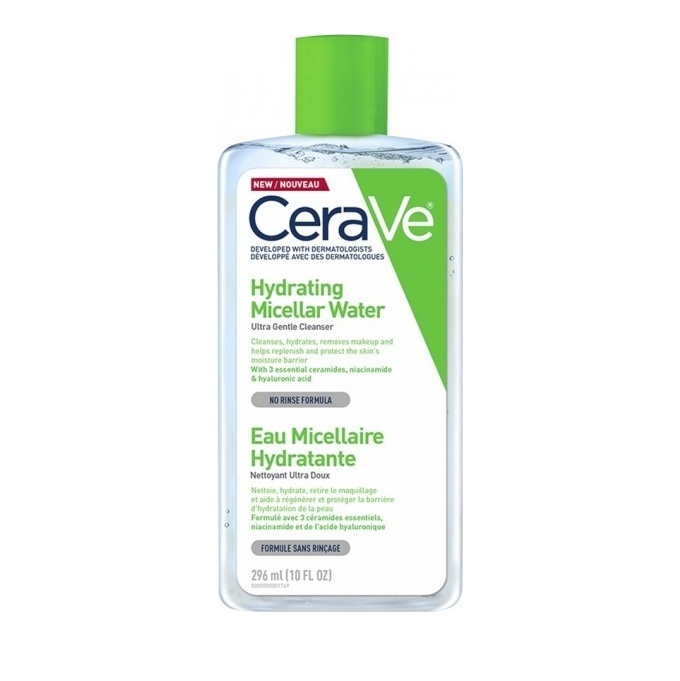 NEW / NOUVEAU
CeraVe®
DEVELOPED WITH DERMATOLOGISTS
DÉVELOPPÉ AVEC DES DERMATOLOGUES
Hydrating
Micellar Water
Ultra Gentle Cleanser
Cleanses, hydrates, removes makeup and
helps replenish and protect the skin's
moisture barrier
With 3 essential ceramides, niacinamide
& hyaluronic acid
NO RINSE FORMULA
Eau Micellaire
Hydratante
Nettoyant Ultra Doux
Nettoie, hydrate, retire le maquillage
et aide à régénérer et protéger la barrière
d'hydratation de la peau
Formulé avec 3 céramides essentiels,
niacinamide et de l'acide hyaluronique
FORMULE SANS RINÇAGE
296 ml (10 FL OZ)